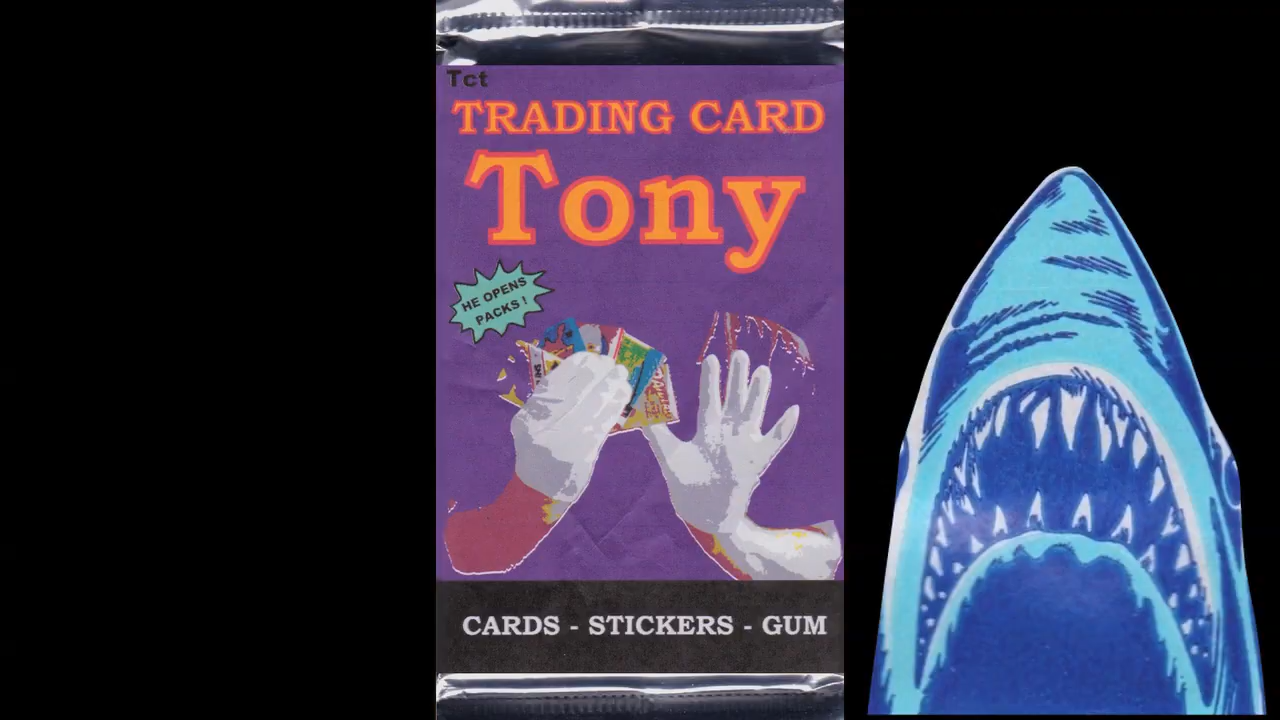 Tct
TRADING CARD
Tony
HE OPENS
PACKS !
CARDS - STICKERS - GUM